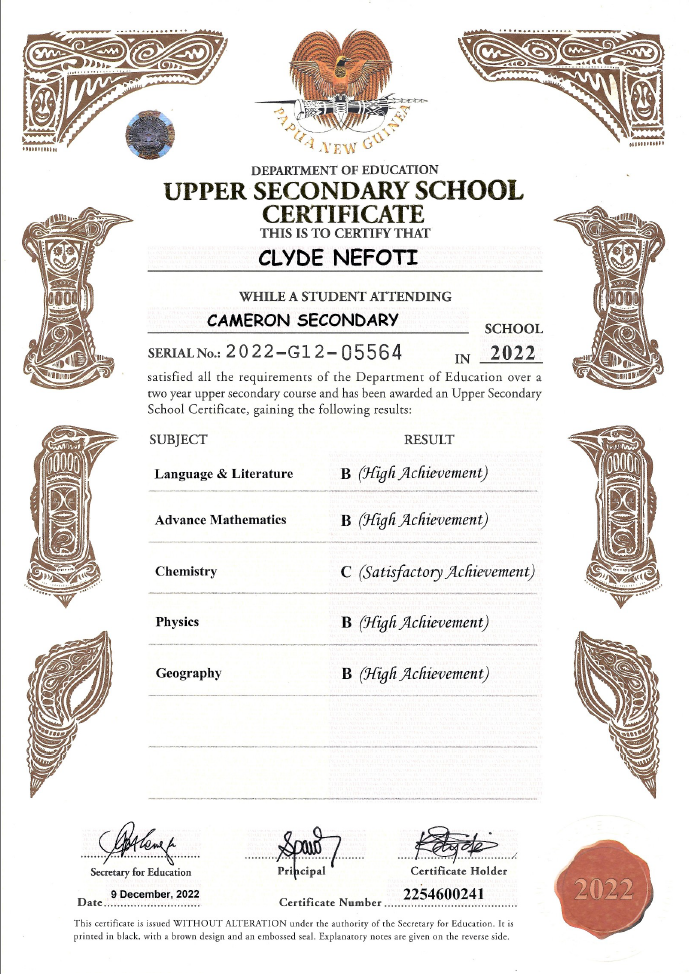 PAPUA NEW GUINEA
DEPARTMENT OF EDUCATION
UPPER SECONDARY SCHOOL
CERTIFICATE
THIS IS TO CERTIFY THAT
CLYDE NEFOTI
WHILE A STUDENT ATTENDING
CAMERON SECONDARY SCHOOL
SERIAL No.: 2022-G12-05564 IN 2022
satisfied all the requirements of the Department of Education over a
two year upper secondary course and has been awarded an Upper Secondary
School Certificate, gaining the following results:
SUBJECT RESULT
Language & Literature B (High Achievement)
Advance Mathematics B (High Achievement)
Chemistry C (Satisfactory Achievement)
Physics B (High Achievement)
Geography B (High Achievement)
Secretary for Education Principal Certificate Holder
Date 9 December, 2022 Certificate Number 2254600241
2022
This certificate is issued WITHOUT ALTERATION under the authority of the Secretary for Education. It is
printed in black, with a brown design and an embossed seal. Explanatory notes are given on the reverse side.